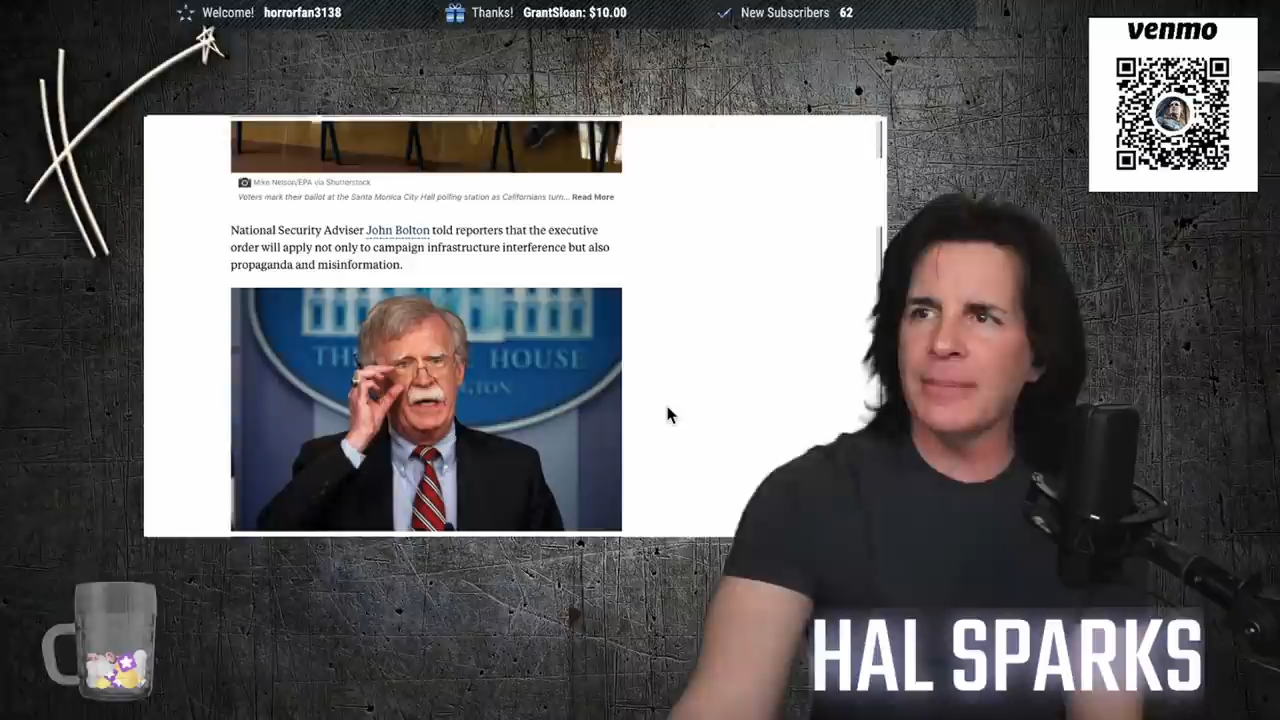 Welcome! horrorfan3138 Thanks! GrantSloan: $10.00 New Subscribers 62
venmo
Mike Nelson/EPA via Shutterstock
Voters mark their ballot at the Santa Monica City Hall polling station as Californians turn... Read More
National Security Adviser John Bolton told reporters that the executive
order will apply not only to campaign infrastructure interference but also
propaganda and misinformation.
THE HOUSE
HAL SPARKS